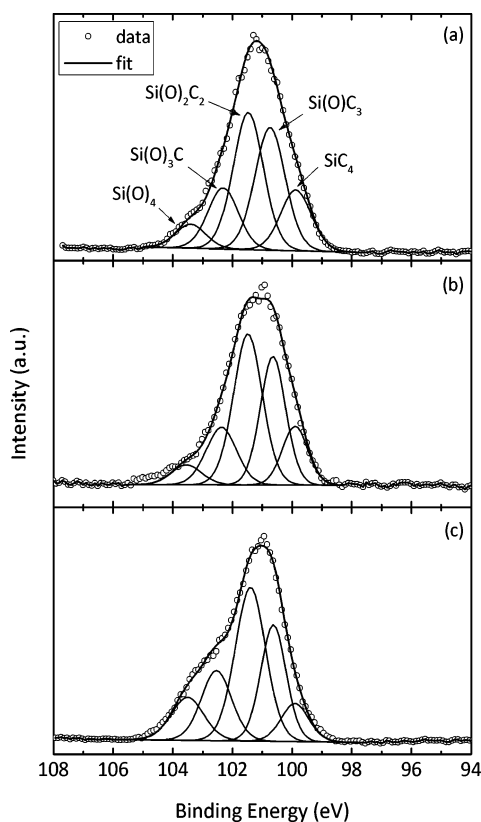 data
fit
(a)
Si(O)₂C₂
Si(O)C₃
Si(O)₃C
SiC₄
Si(O)₄
(b)
(c)
Intensity (a.u.)
108 106 104 102 100 98 96 94
Binding Energy (eV)